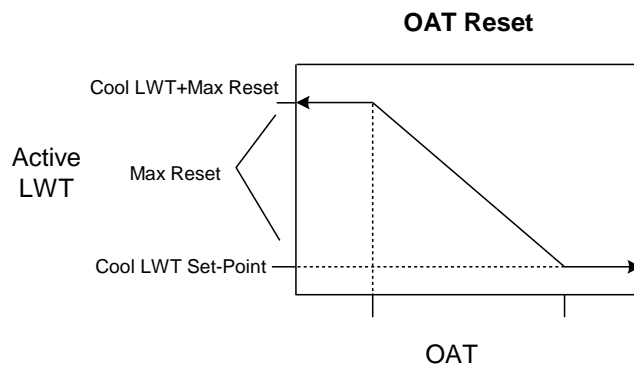 OAT Reset
Cool LWT+Max Reset
Active
LWT
Max Reset
Cool LWT Set-Point
OAT